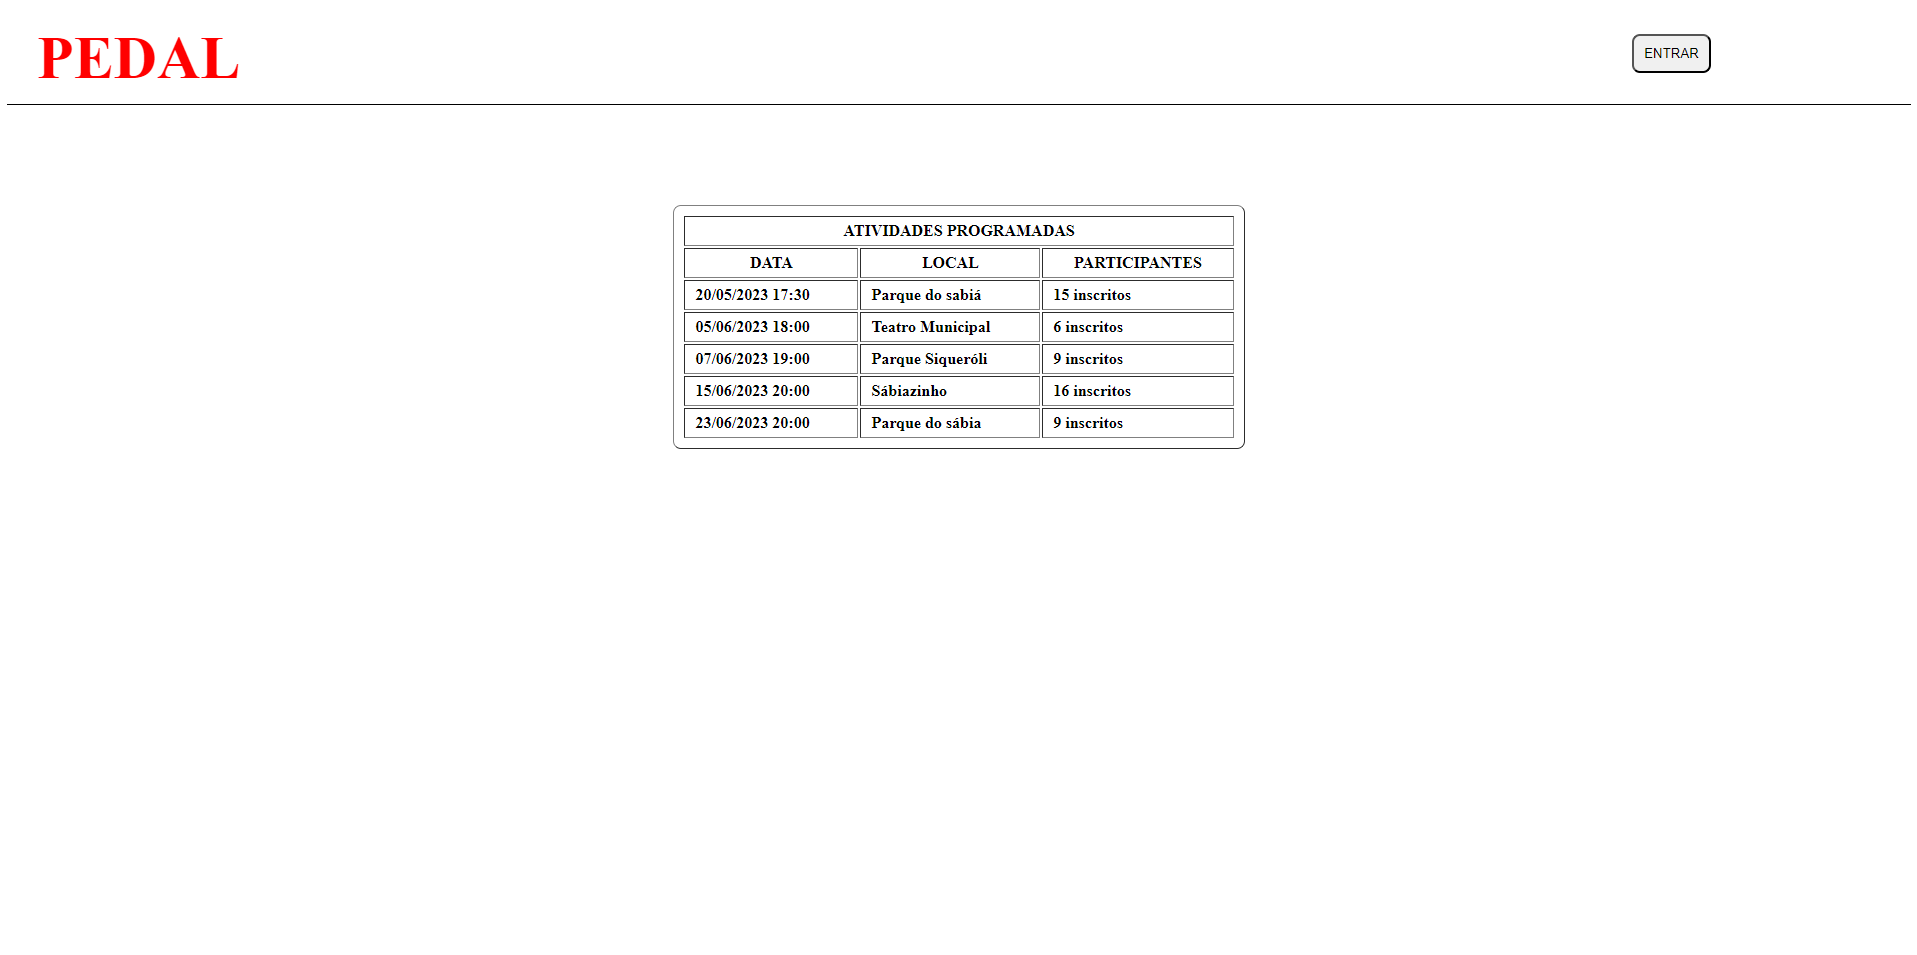 PEDAL
ENTRAR
ATIVIDADES PROGRAMADAS
DATA LOCAL PARTICIPANTES
20/05/2023 17:30 Parque do sabiá 15 inscritos
05/06/2023 18:00 Teatro Municipal 6 inscritos
07/06/2023 19:00 Parque Siqueróli 9 inscritos
15/06/2023 20:00 Sábiazinho 16 inscritos
23/06/2023 20:00 Parque do sábia 9 inscritos